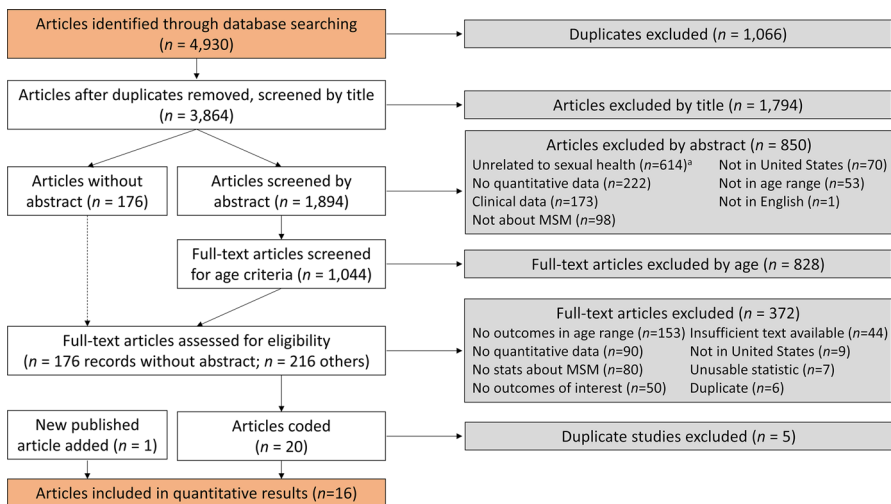 Articles identified through database searching
(n = 4,930)
Duplicates excluded (n = 1,066)
Articles after duplicates removed, screened by title
(n = 3,864)
Articles excluded by title (n = 1,794)
Articles without
abstract (n = 176)
Articles screened by
abstract (n = 1,894)
Articles excluded by abstract (n = 850)
Unrelated to sexual health (n=614)ᵃ
No quantitative data (n=222)
Clinical data (n=173)
Not about MSM (n=98)
Not in United States (n=70)
Not in age range (n=53)
Not in English (n=1)
Full-text articles screened
for age criteria (n = 1,044)
Full-text articles excluded by age (n = 828)
Full-text articles assessed for eligibility
(n = 176 records without abstract; n = 216 others)
Full-text articles excluded (n = 372)
No outcomes in age range (n=153)
No quantitative data (n=90)
No stats about MSM (n=80)
No outcomes of interest (n=50)
Insufficient text available (n=44)
Not in United States (n=9)
Unusable statistic (n=7)
Duplicate (n=6)
New published
article added (n = 1)
Articles coded
(n = 20)
Duplicate studies excluded (n = 5)
Articles included in quantitative results (n=16)